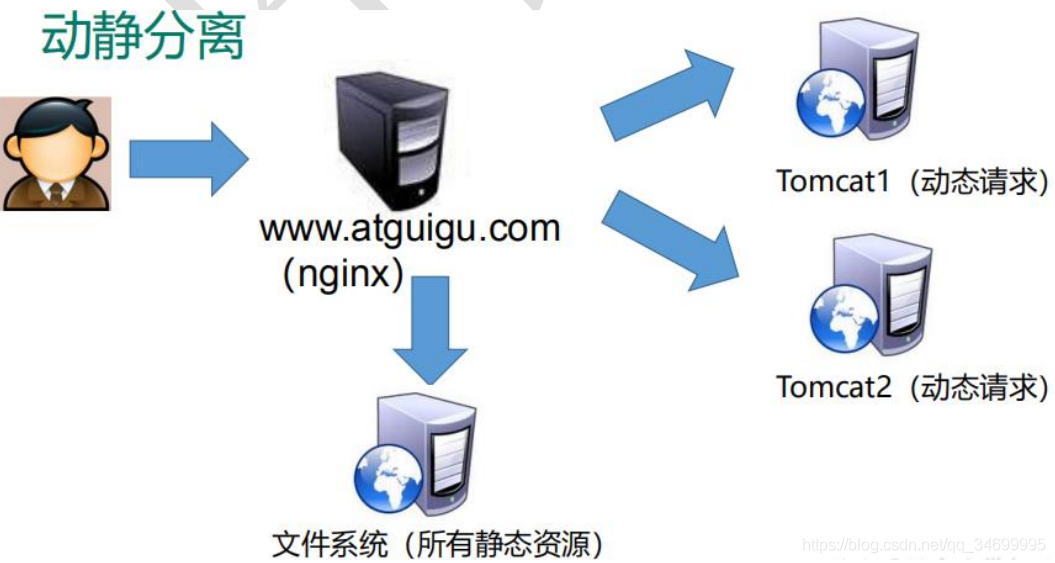 动静分离
www.atguigu.com
（nginx）
Tomcat1（动态请求）
Tomcat2（动态请求）
文件系统（所有静态资源）
https://blog.csdn.net/qq_34699995